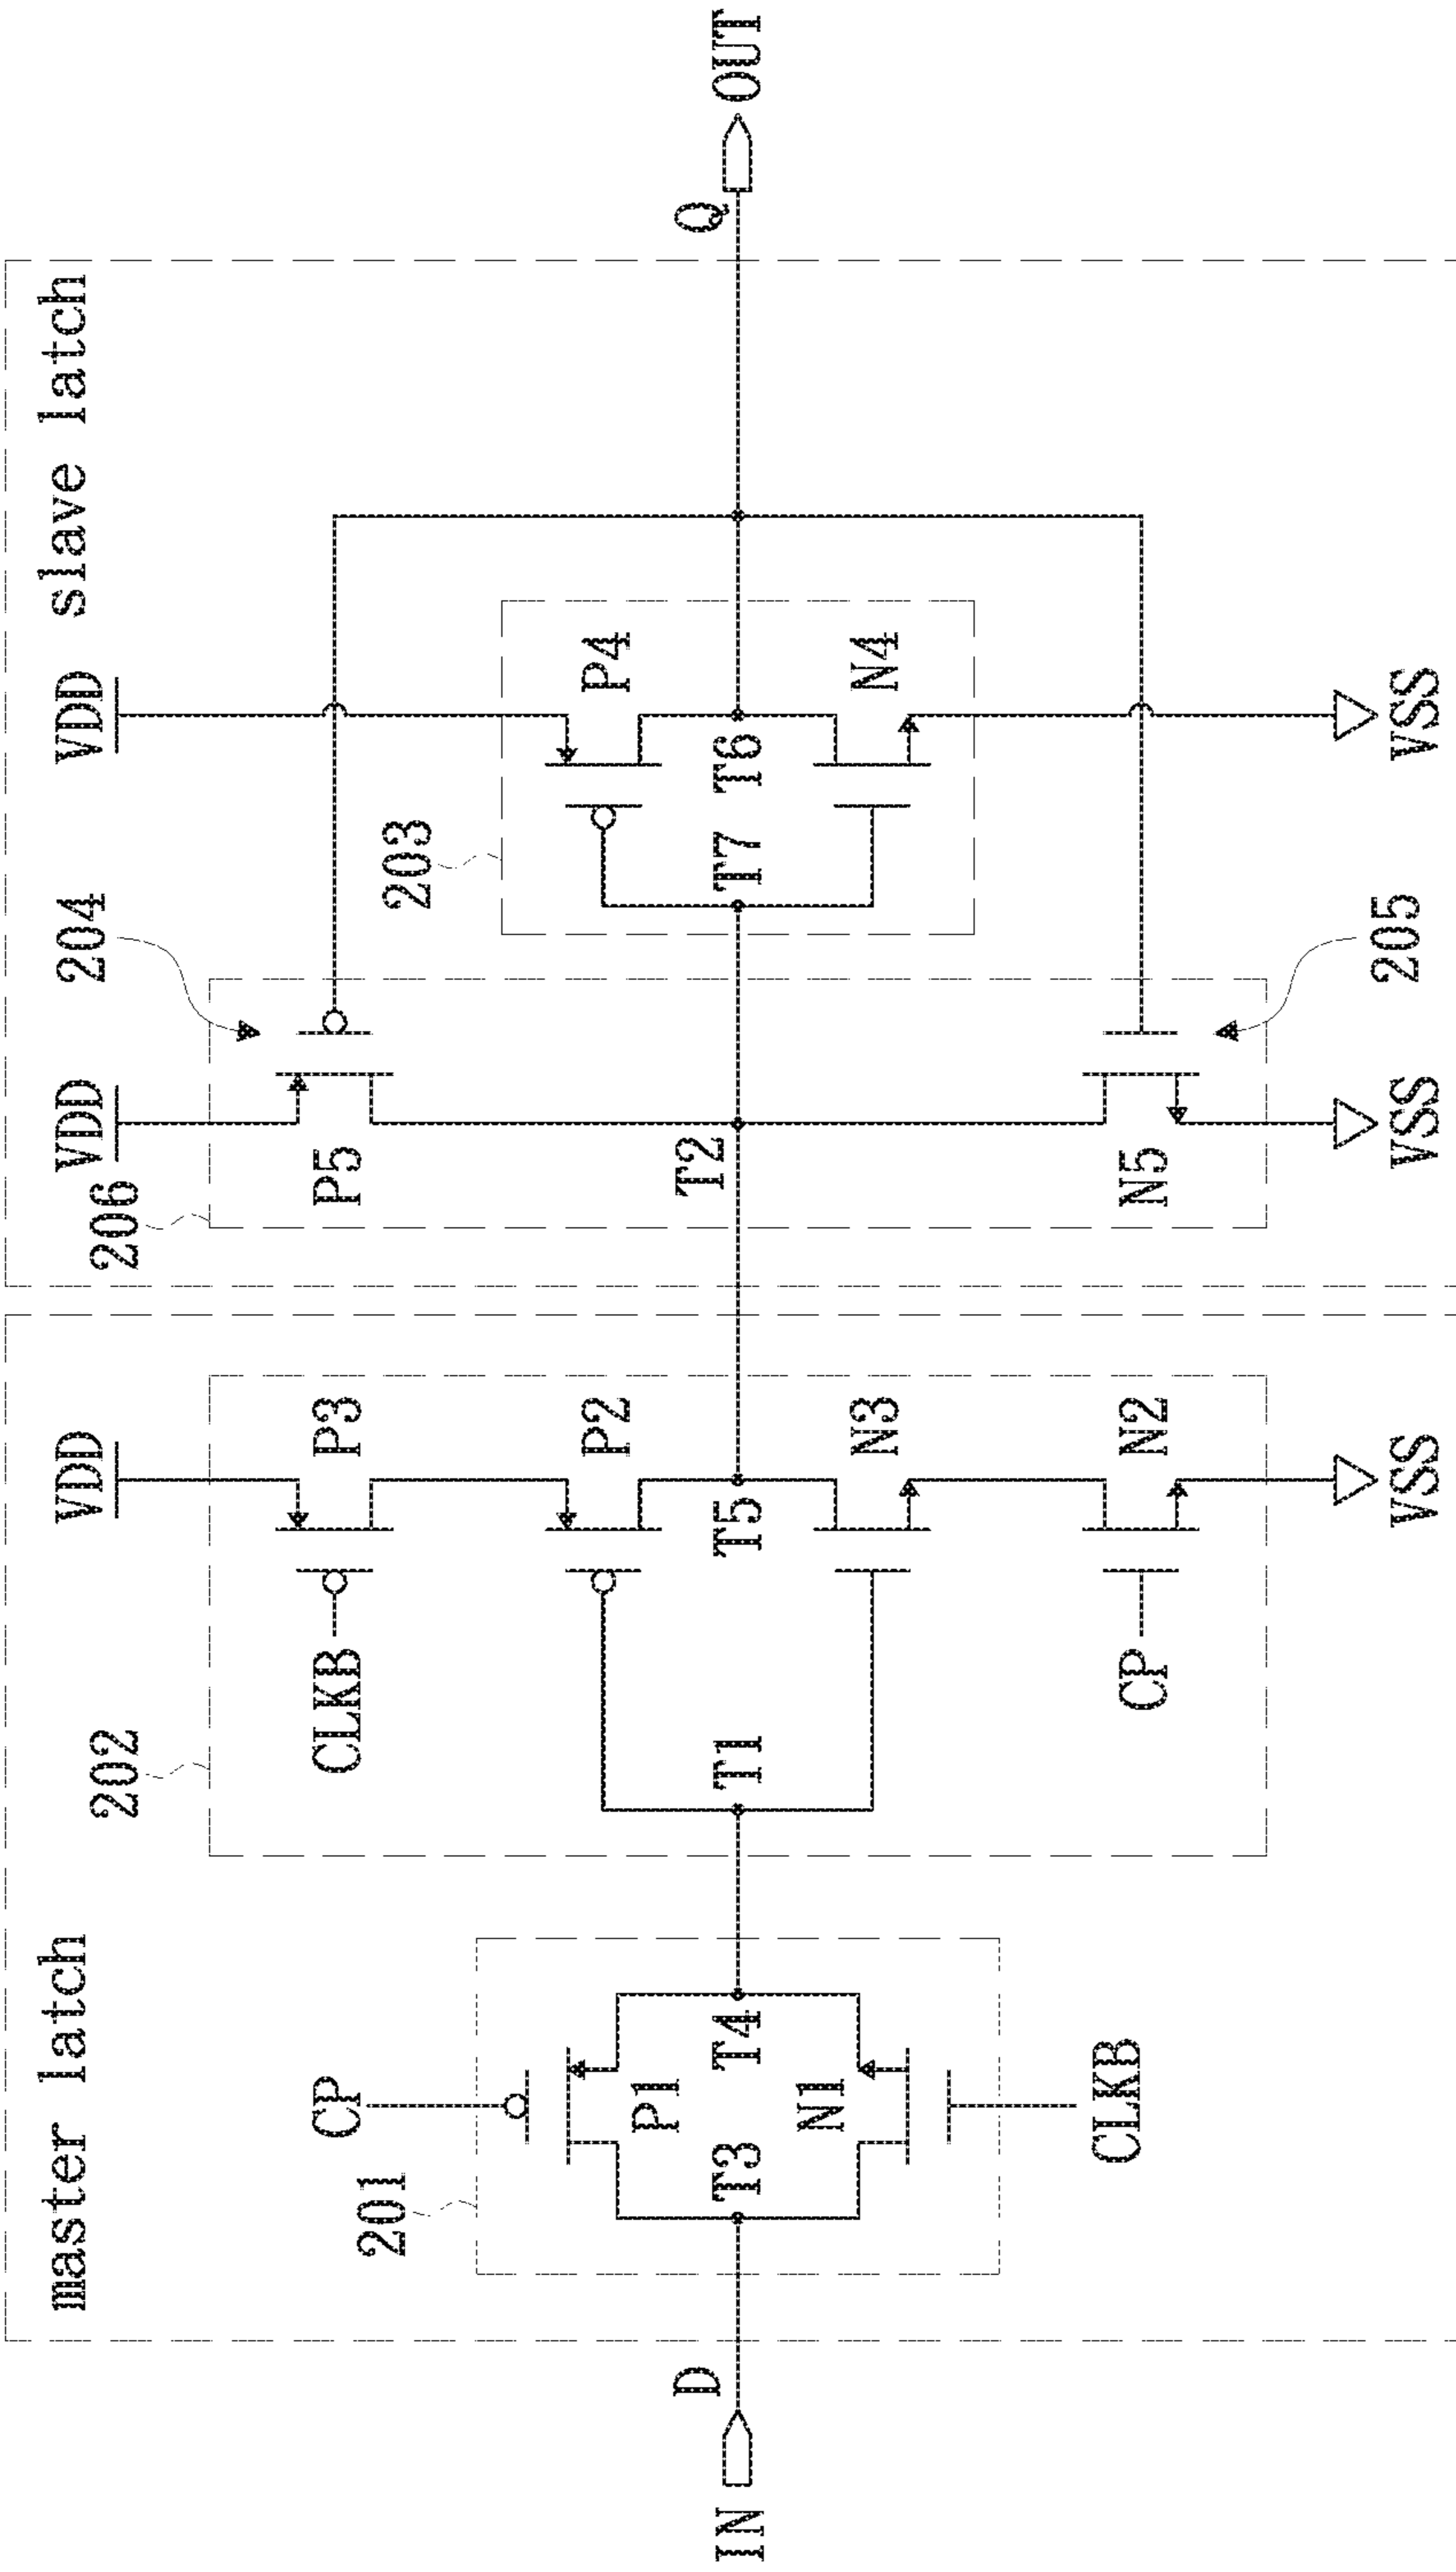 master latch
slave latch
VDD
VDD
VDD
206
204
202
CLKB
P3
P5
203
CP
201
P2
P4
P1
D
Q
IN
T3
T4
T1
T5
T2
T7
T6
OUT
N1
N3
N4
CLKB
CP
N2
N5
205
VSS
VSS
VSS